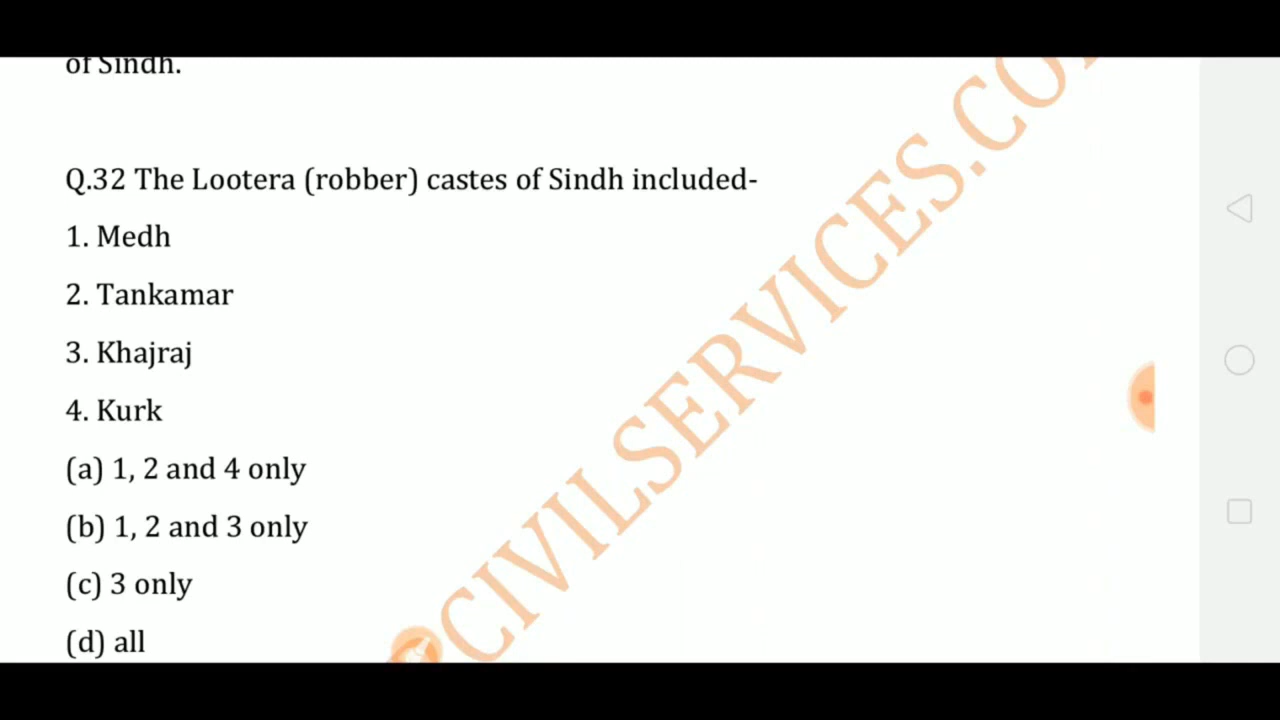 of Sindh.
Q.32 The Lootera (robber) castes of Sindh included-
1. Medh
2. Tankamar
3. Khajraj
4. Kurk
(a) 1, 2 and 4 only
(b) 1, 2 and 3 only
(c) 3 only
(d) all
CIVILSERVICES.CO